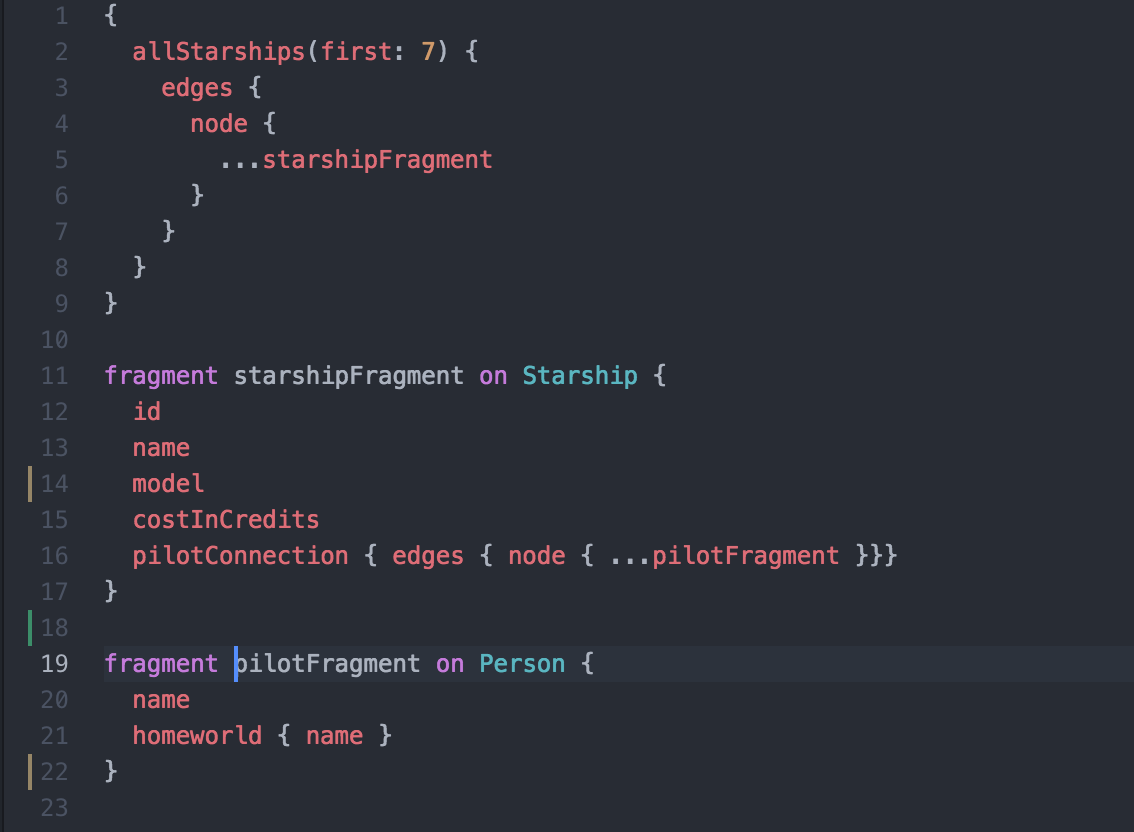 1 {
2   allStarships(first: 7) {
3     edges {
4       node {
5         ...starshipFragment
6       }
7     }
8   }
9 }
10
11 fragment starshipFragment on Starship {
12   id
13   name
14   model
15   costInCredits
16   pilotConnection { edges { node { ...pilotFragment }}}
17 }
18
19 fragment pilotFragment on Person {
20   name
21   homeworld { name }
22 }
23